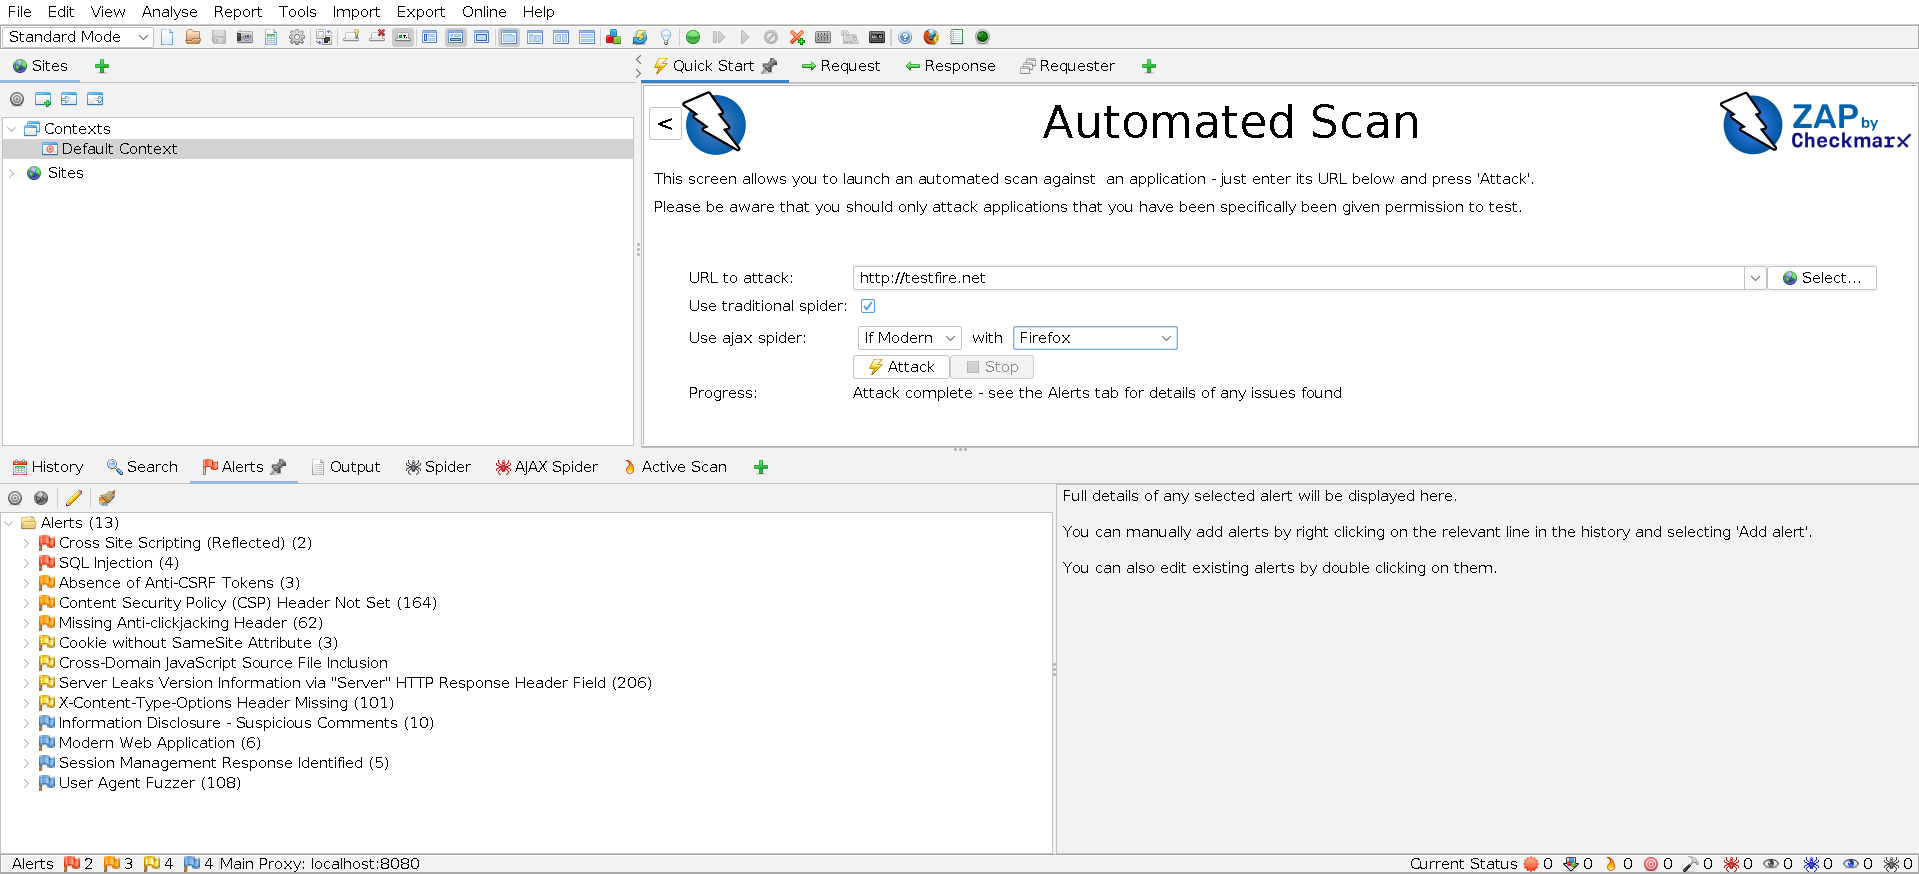 File Edit View Analyse Report Tools Import Export Online Help
Standard Mode
Sites
Quick Start Request Response Requester
Contexts
Default Context
Sites
<
Automated Scan
ZAP by
Checkmarx
This screen allows you to launch an automated scan against  an application - just enter its URL below and press 'Attack'.
Please be aware that you should only attack applications that you have been specifically been given permission to test.
URL to attack: http://testfire.net Select...
Use traditional spider:
Use ajax spider: If Modern with Firefox
Attack Stop
Progress: Attack complete - see the Alerts tab for details of any issues found
History Search Alerts Output Spider AJAX Spider Active Scan
Alerts (13)
Cross Site Scripting (Reflected) (2)
SQL Injection (4)
Absence of Anti-CSRF Tokens (3)
Content Security Policy (CSP) Header Not Set (164)
Missing Anti-clickjacking Header (62)
Cookie without SameSite Attribute (3)
Cross-Domain JavaScript Source File Inclusion
Server Leaks Version Information via "Server" HTTP Response Header Field (206)
X-Content-Type-Options Header Missing (101)
Information Disclosure - Suspicious Comments (10)
Modern Web Application (6)
Session Management Response Identified (5)
User Agent Fuzzer (108)
Full details of any selected alert will be displayed here.
You can manually add alerts by right clicking on the relevant line in the history and selecting 'Add alert'.
You can also edit existing alerts by double clicking on them.
Alerts 2 3 4 4 Main Proxy: localhost:8080
Current Status 0 0 0 0 0 0 0 0 0 0